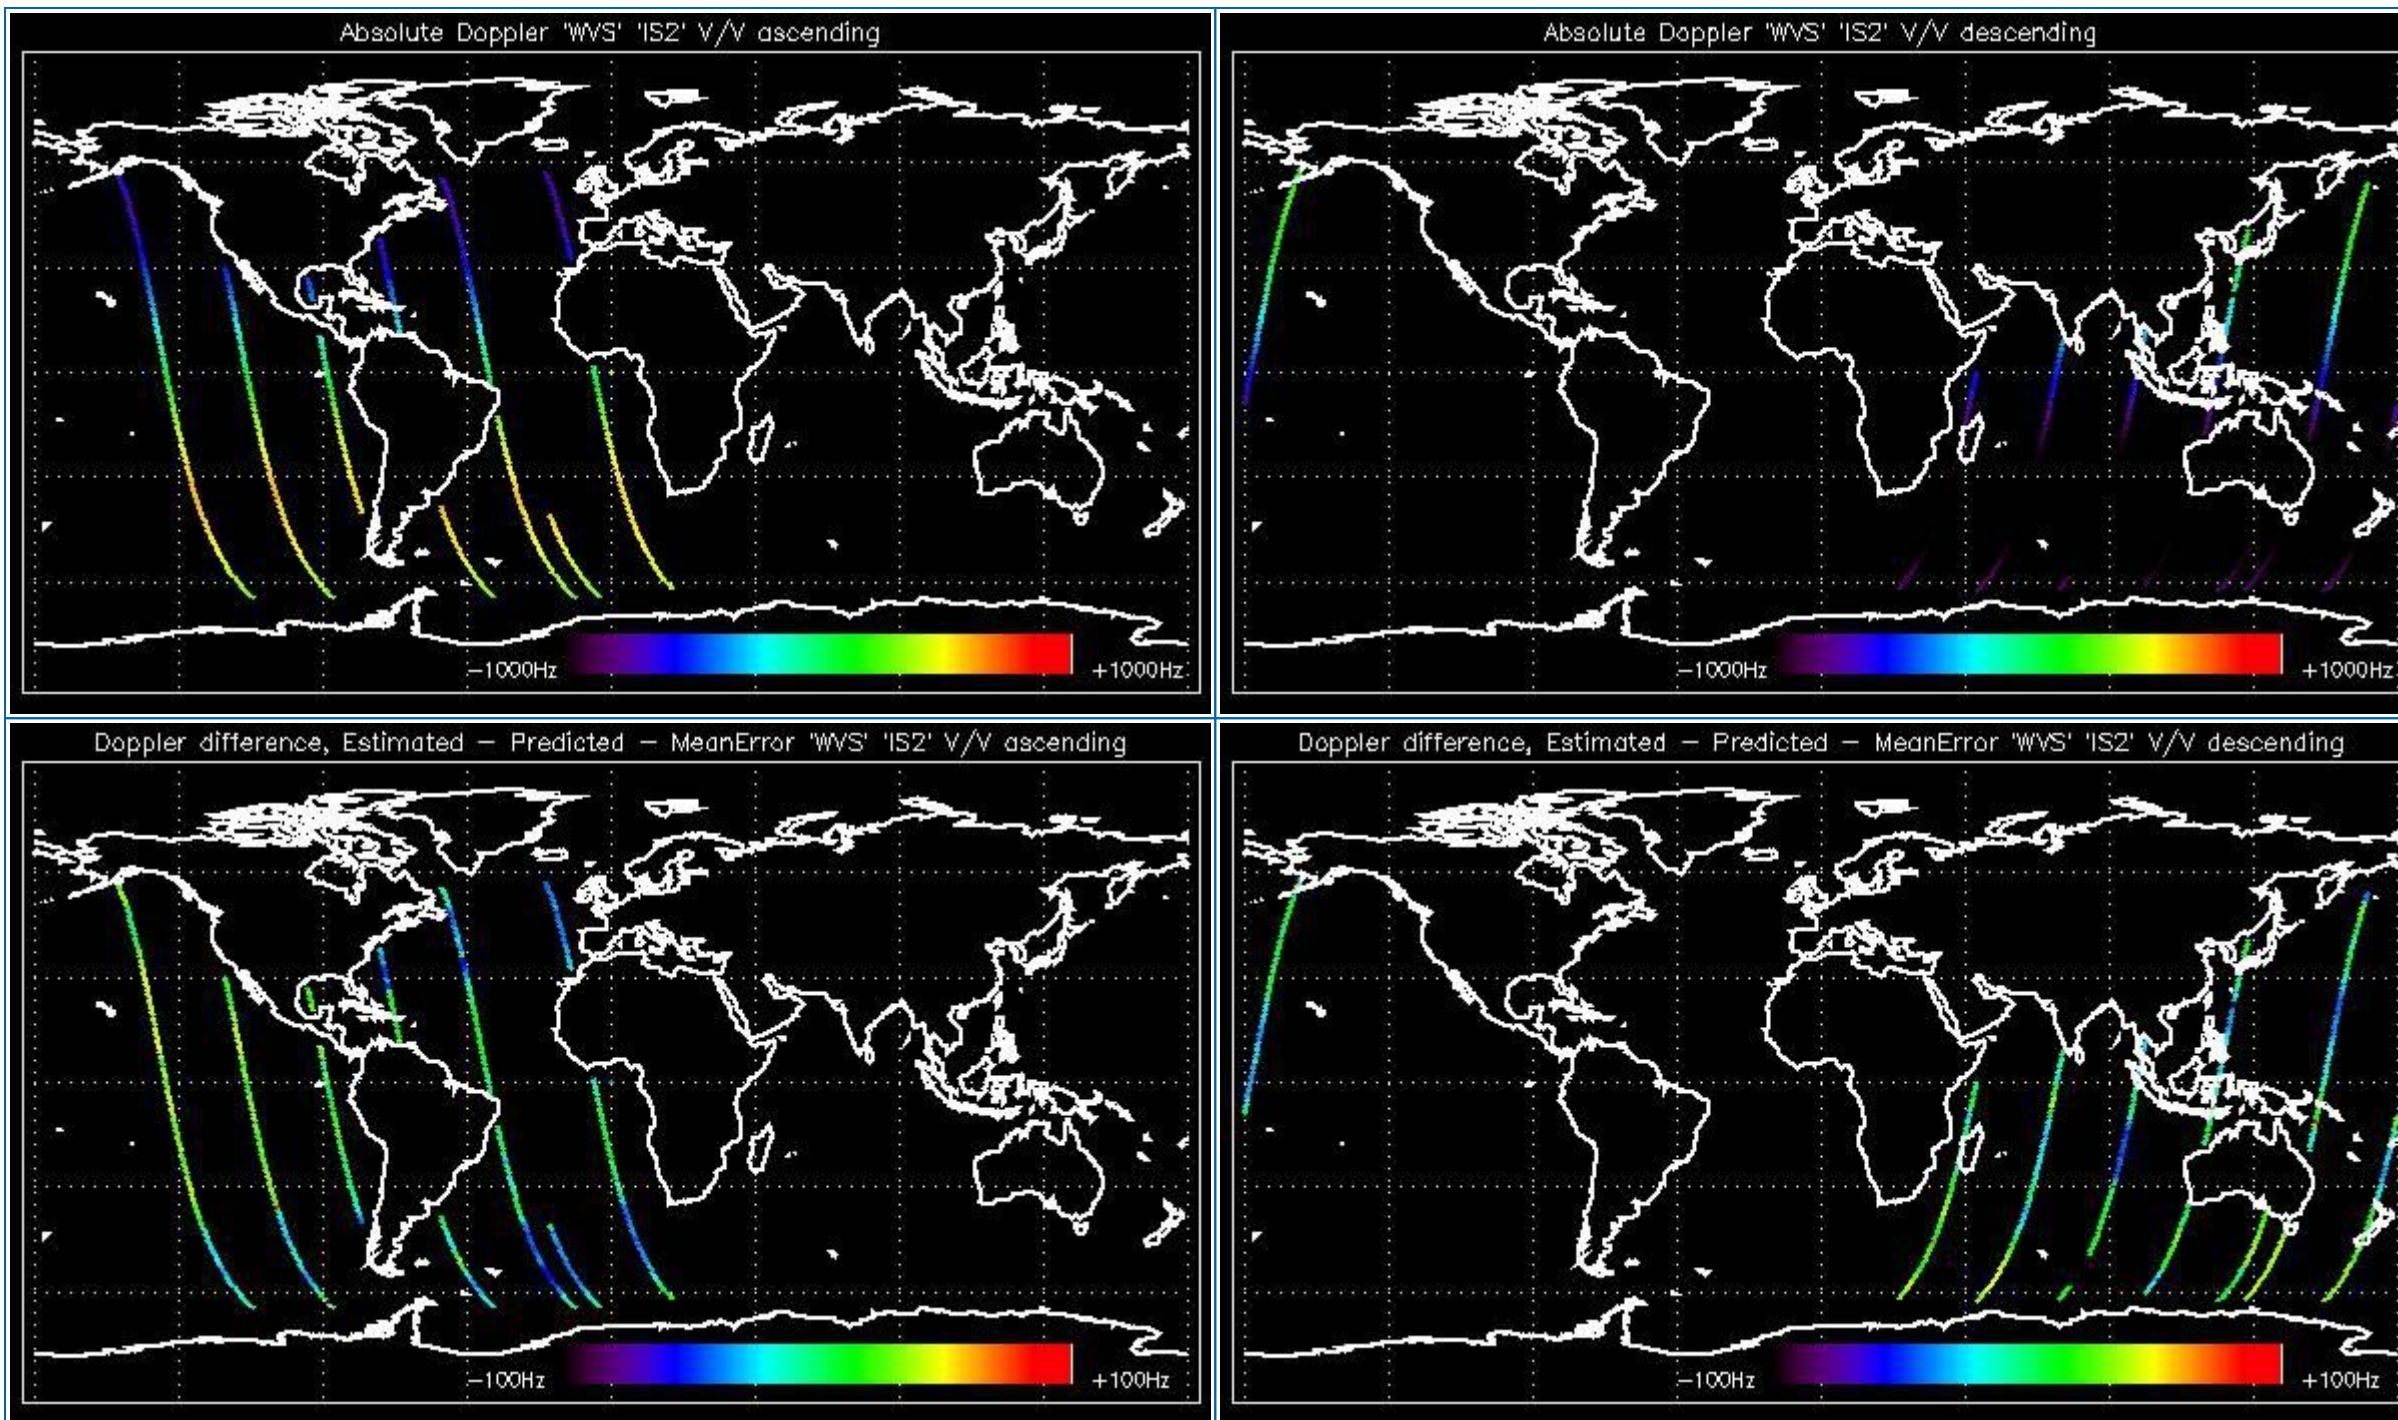 Absolute Doppler 'WVS' 'IS2' V/V ascending
-1000Hz
+1000Hz
Absolute Doppler 'WVS' 'IS2' V/V descending
-1000Hz
+1000Hz
Doppler difference, Estimated - Predicted - MeanError 'WVS' 'IS2' V/V ascending
-100Hz
+100Hz
Doppler difference, Estimated - Predicted - MeanError 'WVS' 'IS2' V/V descending
-100Hz
+100Hz